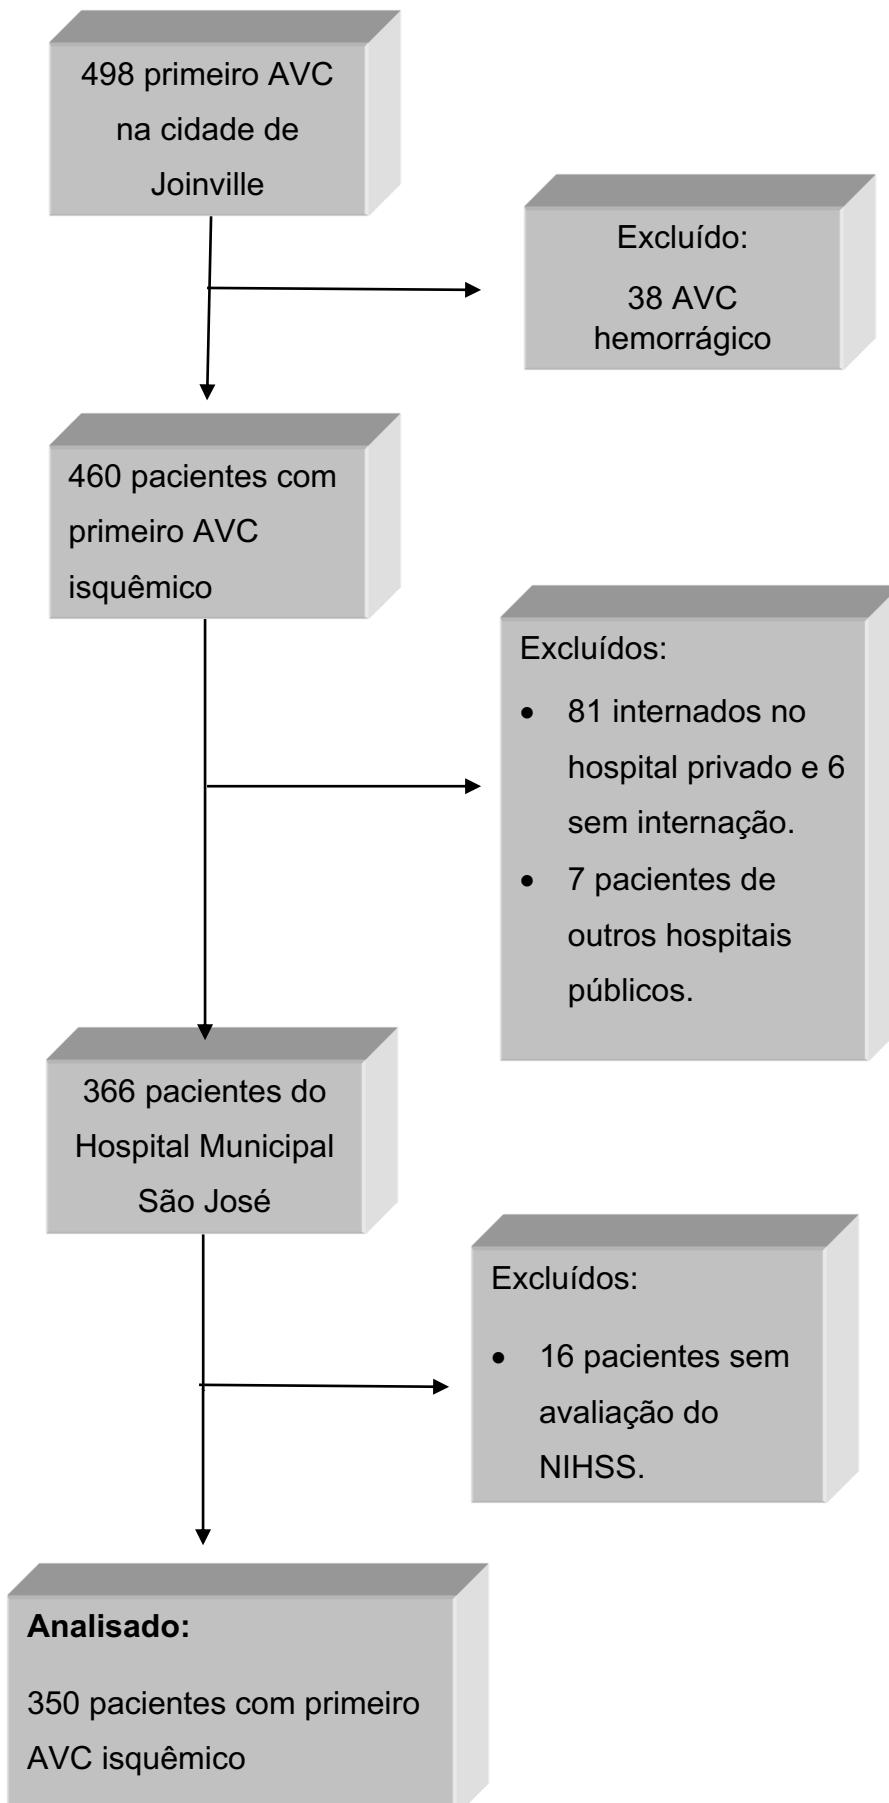 498 primeiro AVC
na cidade de
Joinville
Excluído:
38 AVC
hemorrágico
460 pacientes com
primeiro AVC
isquêmico
Excluídos:
• 81 internados no
hospital privado e 6
sem internação.
• 7 pacientes de
outros hospitais
públicos.
366 pacientes do
Hospital Municipal
São José
Excluídos:
• 16 pacientes sem
avaliação do
NIHSS.
Analisado:
350 pacientes com primeiro
AVC isquêmico